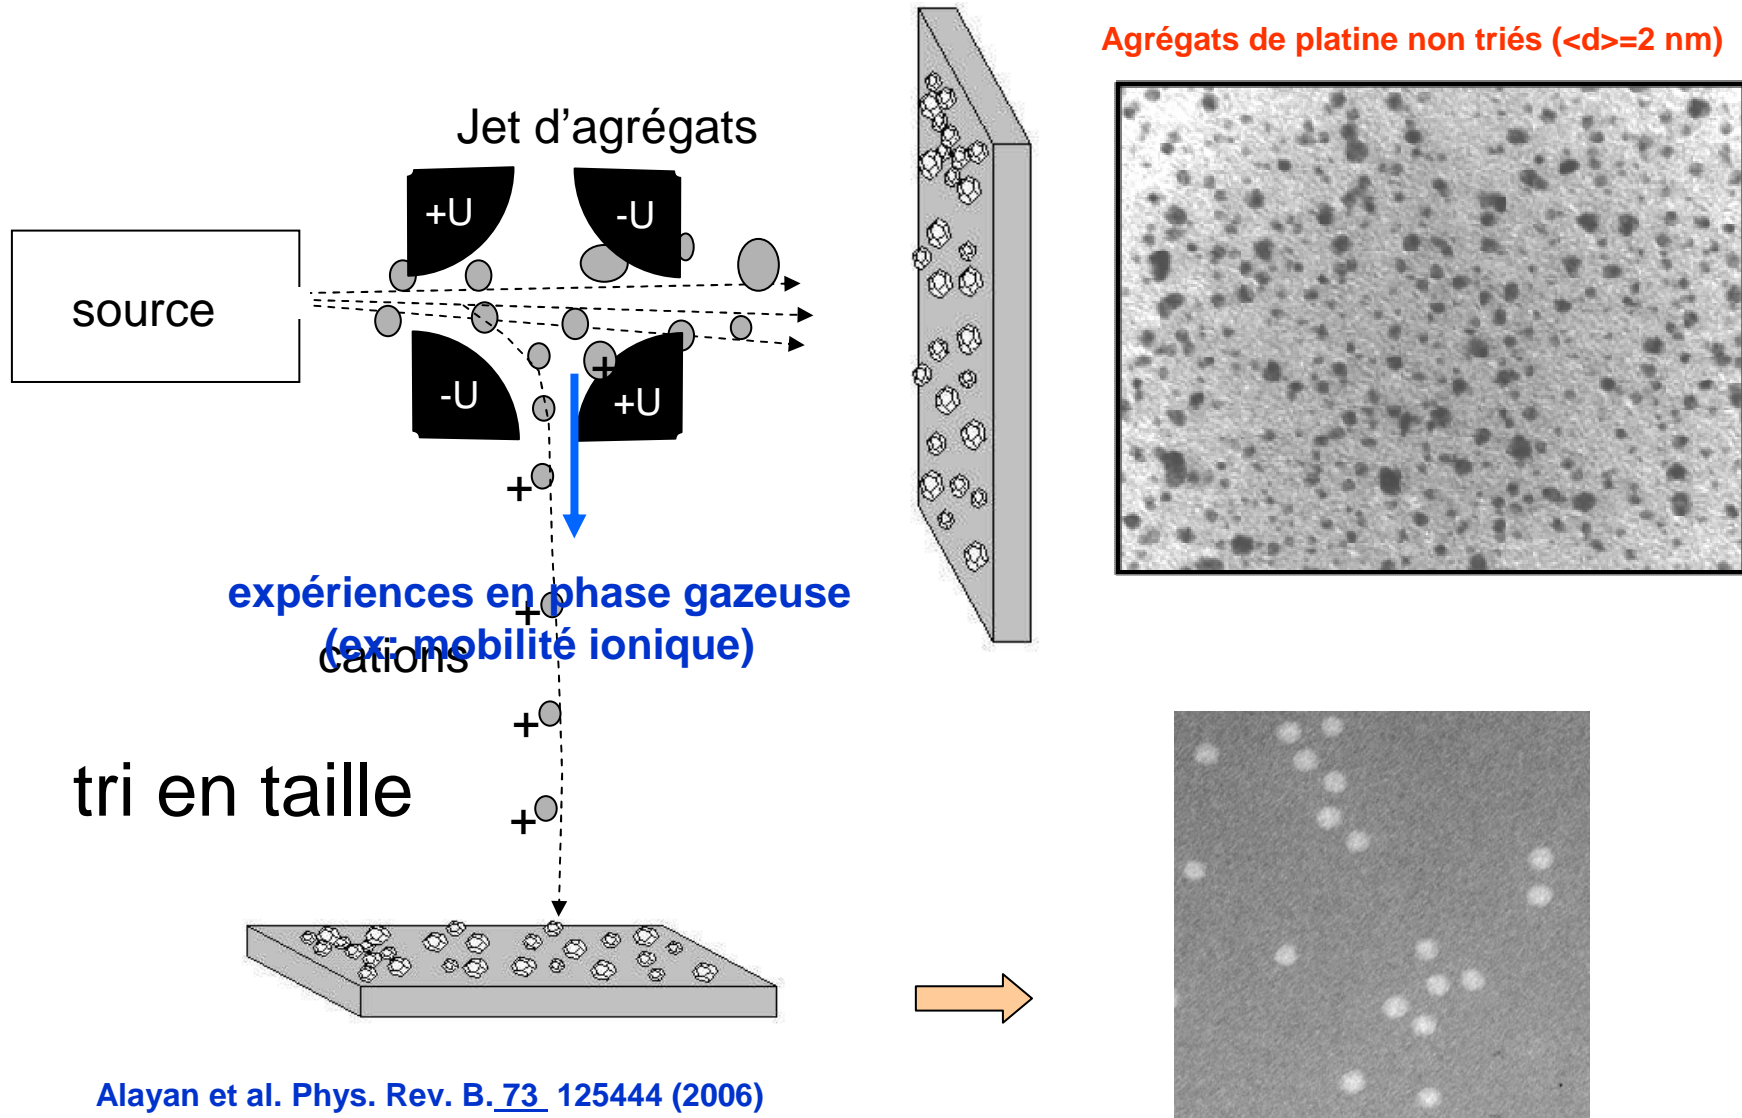 Agrégats de platine non triés (<d>=2 nm)
Jet d'agrégats
+U
-U
source
-U
+
+U
+
expériences en phase gazeuse
+
(ex: mobilité ionique)
cations
+
tri en taille
+
Alayan et al. Phys. Rev. B. 73 125444 (2006)